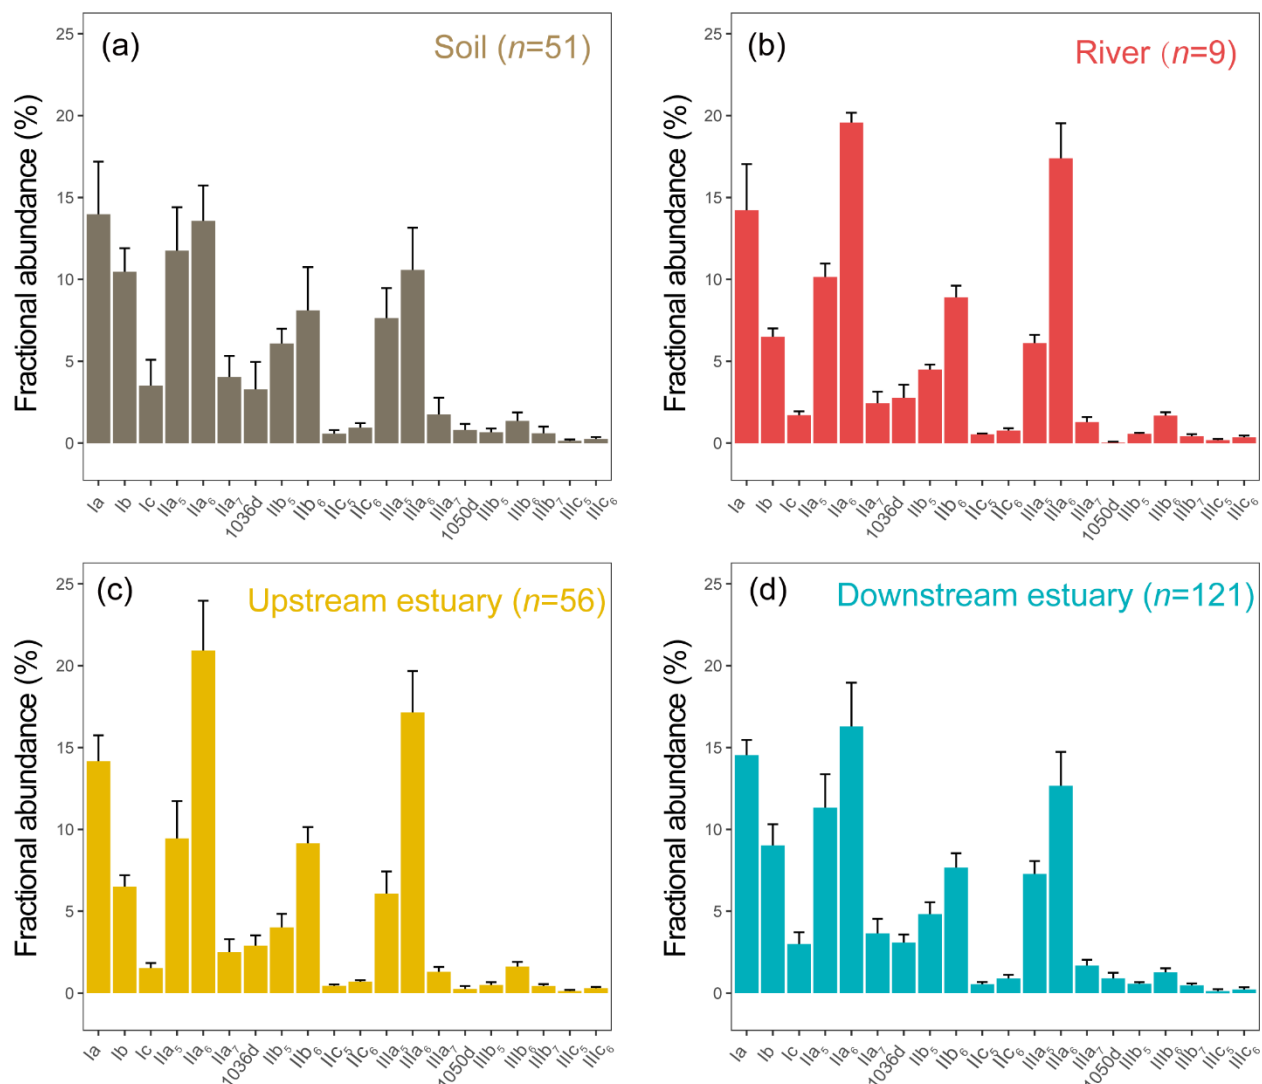 (a) Soil (n=51)
Fractional abundance (%)
25
20
15
10
5
0
Ia Ib Ic IIa5 IIa6 IIa7 1036d IIb5 IIb6 IIc5 IIc6 IIIa5 IIIa6 IIIa7 1050d IIIb5 IIIb6 IIIb7 IIIc5 IIIc6
(b) River (n=9)
Fractional abundance (%)
25
20
15
10
5
0
Ia Ib Ic IIa5 IIa6 IIa7 1036d IIb5 IIb6 IIc5 IIc6 IIIa5 IIIa6 IIIa7 1050d IIIb5 IIIb6 IIIb7 IIIc5 IIIc6
(c) Upstream estuary (n=56)
Fractional abundance (%)
25
20
15
10
5
0
Ia Ib Ic IIa5 IIa6 IIa7 1036d IIb5 IIb6 IIc5 IIc6 IIIa5 IIIa6 IIIa7 1050d IIIb5 IIIb6 IIIb7 IIIc5 IIIc6
(d) Downstream estuary (n=121)
Fractional abundance (%)
25
20
15
10
5
0
Ia Ib Ic IIa5 IIa6 IIa7 1036d IIb5 IIb6 IIc5 IIc6 IIIa5 IIIa6 IIIa7 1050d IIIb5 IIIb6 IIIb7 IIIc5 IIIc6